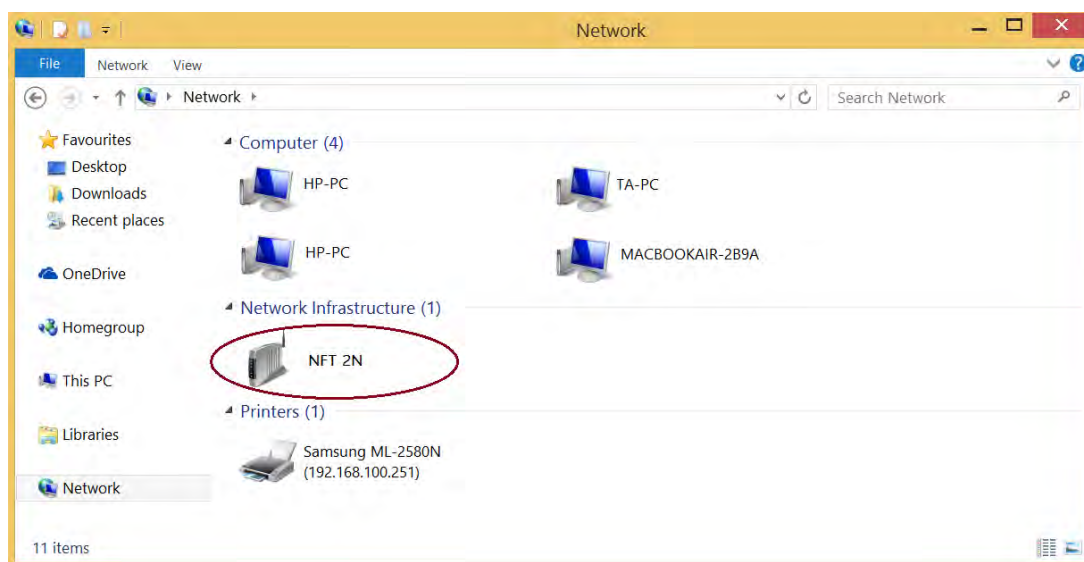 Network
File Network View
Network
Search Network
Favourites
Desktop
Downloads
Recent places
OneDrive
Homegroup
This PC
Libraries
Network
Computer (4)
HP-PC
TA-PC
HP-PC
MACBOOKAIR-2B9A
Network Infrastructure (1)
NFT 2N
Printers (1)
Samsung ML-2580N
(192.168.100.251)
11 items